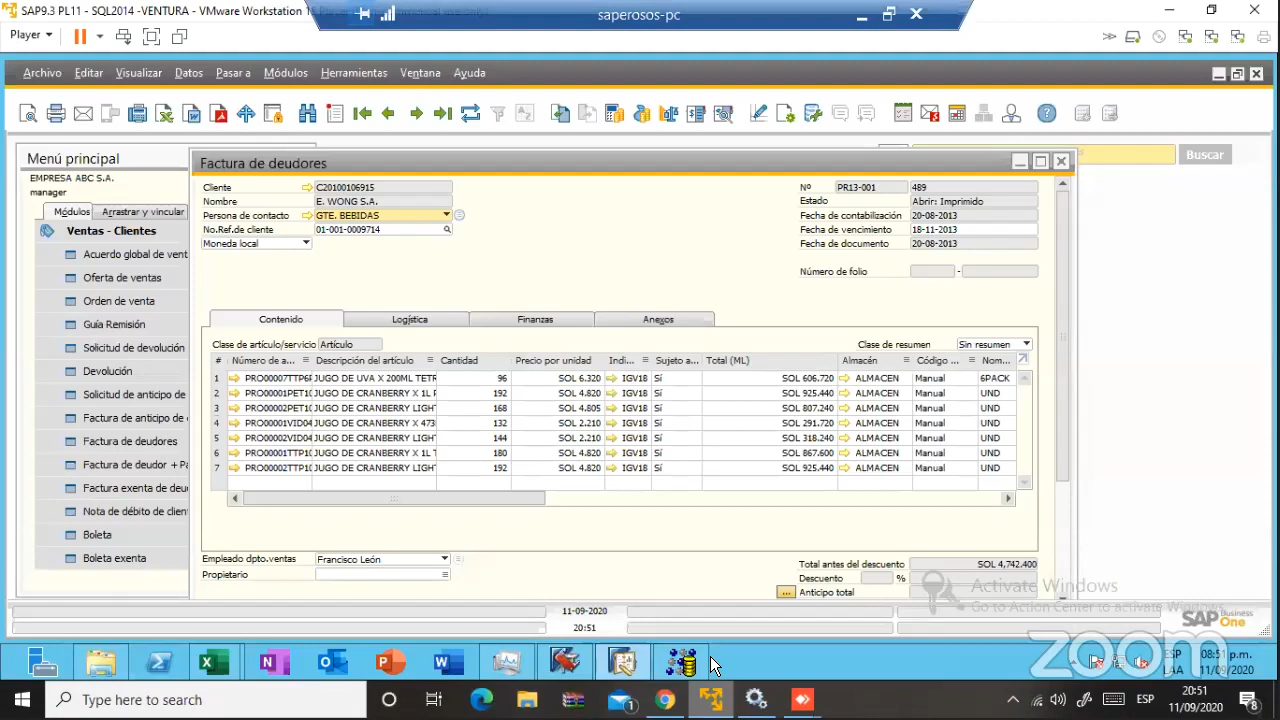 SAP9.3 PL11 - SQL2014 -VENTURA - VMware Workstation
saperosos-pc
Player
Archivo Editar Visualizar Datos Pasar a Módulos Herramientas Ventana Ayuda
Menú principal
Buscar
EMPRESA ABC S.A.
manager
Módulos Arrastrar y vincular
Ventas - Clientes
Acuerdo global de vent
Oferta de ventas
Orden de venta
Guía Remisión
Solicitud de devolución
Devolución
Solicitud de anticipo de
Factura de anticipo de
Factura de deudores
Factura de deudor + Pa
Factura exenta de deu
Nota de débito de clien
Boleta
Boleta exenta
Factura de deudores
Cliente C20100106915
Nombre E. WONG S.A.
Persona de contacto GTE. BEBIDAS
No.Ref.de cliente 01-001-0009714
Moneda local
Nº PR13-001 489
Estado Abrir: Imprimido
Fecha de contabilización 20-08-2013
Fecha de vencimiento 18-11-2013
Fecha de documento 20-08-2013
Número de folio -
Contenido Logística Finanzas Anexos
Clase de artículo/servicio Artículo Clase de resumen Sin resumen
# Número de a... Descripción del artículo Cantidad Precio por unidad Indi... Sujeto a... Total (ML) Almacén Código ... Nom...
1 PRO00007TTP6P JUGO DE UVA X 200ML TETR 96 SOL 6.320 IGV18 Sí SOL 606.720 ALMACEN Manual 6PACK
2 PRO00001PET10 JUGO DE CRANBERRY X 1L P 192 SOL 4.820 IGV18 Sí SOL 925.440 ALMACEN Manual UND
3 PRO00002PET10 JUGO DE CRANBERRY LIGHT 168 SOL 4.805 IGV18 Sí SOL 807.240 ALMACEN Manual UND
4 PRO00001VID04 JUGO DE CRANBERRY X 473 132 SOL 2.210 IGV18 Sí SOL 291.720 ALMACEN Manual UND
5 PRO00002VID04 JUGO DE CRANBERRY LIGHT 144 SOL 2.210 IGV18 Sí SOL 318.240 ALMACEN Manual UND
6 PRO00001TTP10 JUGO DE CRANBERRY X 1L T 180 SOL 4.820 IGV18 Sí SOL 867.600 ALMACEN Manual UND
7 PRO00002TTP10 JUGO DE CRANBERRY LIGHT 192 SOL 4.820 IGV18 Sí SOL 925.440 ALMACEN Manual UND
Empleado dpto.ventas Francisco León
Propietario
Total antes del descuento SOL 4,742.400
Descuento %
... Anticipo total
Activate Windows
Go to Action Center to activate Windows.
11-09-2020
20:51
SAP Business One
zoom
ESP 08:51 p.m.
LAA 11/09/2020
Type here to search
ESP
20:51
11/09/2020
1
8